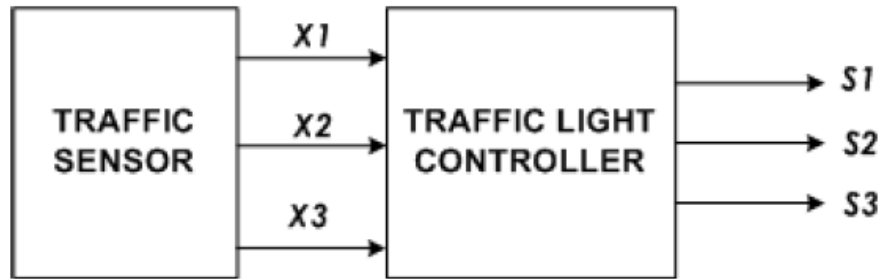 TRAFFIC
SENSOR
X1
X2
X3
TRAFFIC LIGHT
CONTROLLER
S1
S2
S3